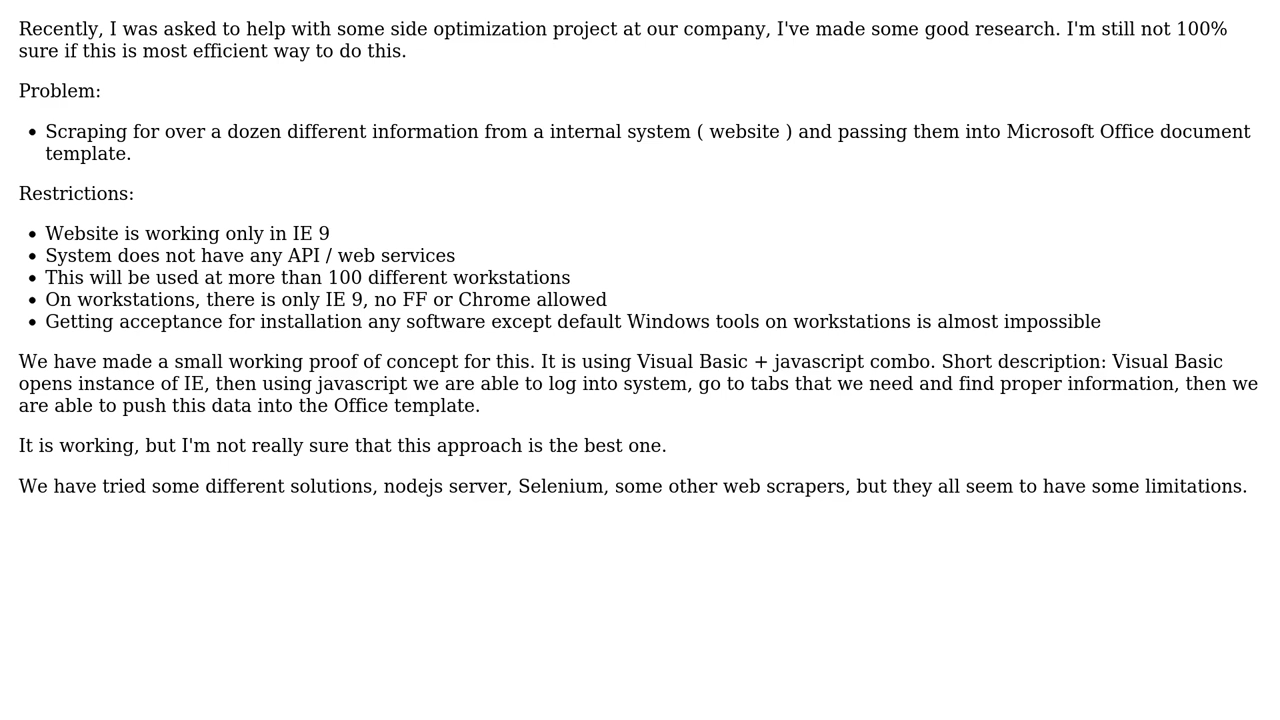 Recently, I was asked to help with some side optimization project at our company, I've made some good research. I'm still not 100%
sure if this is most efficient way to do this.
Problem:
• Scraping for over a dozen different information from a internal system ( website ) and passing them into Microsoft Office document
template.
Restrictions:
• Website is working only in IE 9
• System does not have any API / web services
• This will be used at more than 100 different workstations
• On workstations, there is only IE 9, no FF or Chrome allowed
• Getting acceptance for installation any software except default Windows tools on workstations is almost impossible
We have made a small working proof of concept for this. It is using Visual Basic + javascript combo. Short description: Visual Basic
opens instance of IE, then using javascript we are able to log into system, go to tabs that we need and find proper information, then we
are able to push this data into the Office template.
It is working, but I'm not really sure that this approach is the best one.
We have tried some different solutions, nodejs server, Selenium, some other web scrapers, but they all seem to have some limitations.